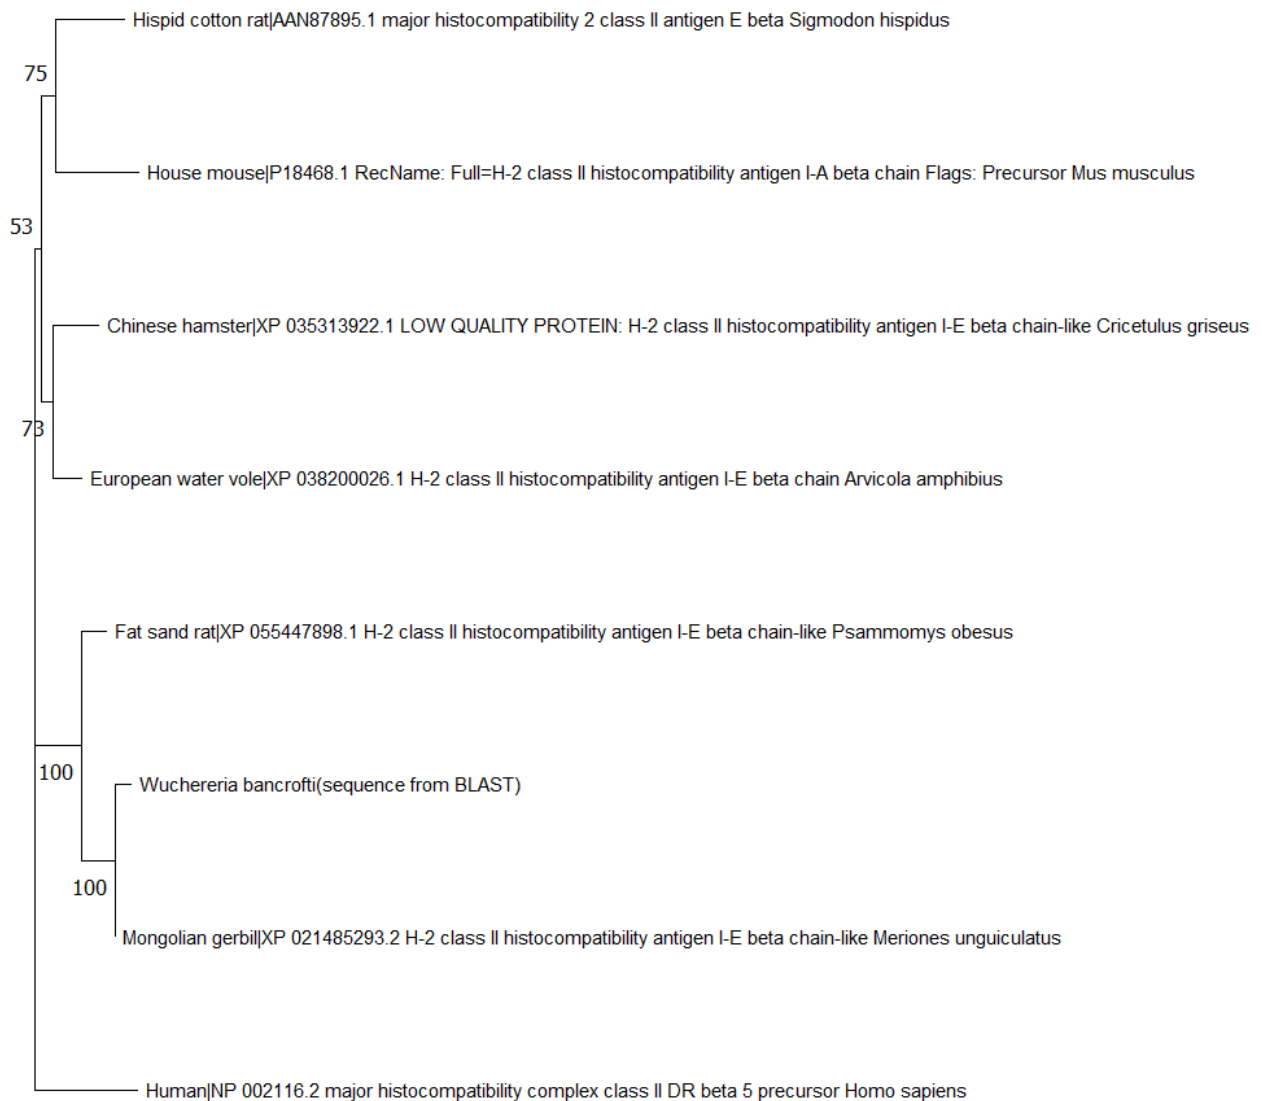 Hispid cotton rat|AAN87895.1 major histocompatibility 2 class II antigen E beta Sigmodon hispidus
75
House mouse|P18468.1 RecName: Full=H-2 class II histocompatibility antigen I-A beta chain Flags: Precursor Mus musculus
53
Chinese hamster|XP 035313922.1 LOW QUALITY PROTEIN: H-2 class II histocompatibility antigen I-E beta chain-like Cricetulus griseus
73
European water vole|XP 038200026.1 H-2 class II histocompatibility antigen I-E beta chain Arvicola amphibius
Fat sand rat|XP 055447898.1 H-2 class II histocompatibility antigen I-E beta chain-like Psammomys obesus
100
Wuchereria bancrofti(sequence from BLAST)
100
Mongolian gerbil|XP 021485293.2 H-2 class II histocompatibility antigen I-E beta chain-like Meriones unguiculatus
Human|NP 002116.2 major histocompatibility complex class II DR beta 5 precursor Homo sapiens